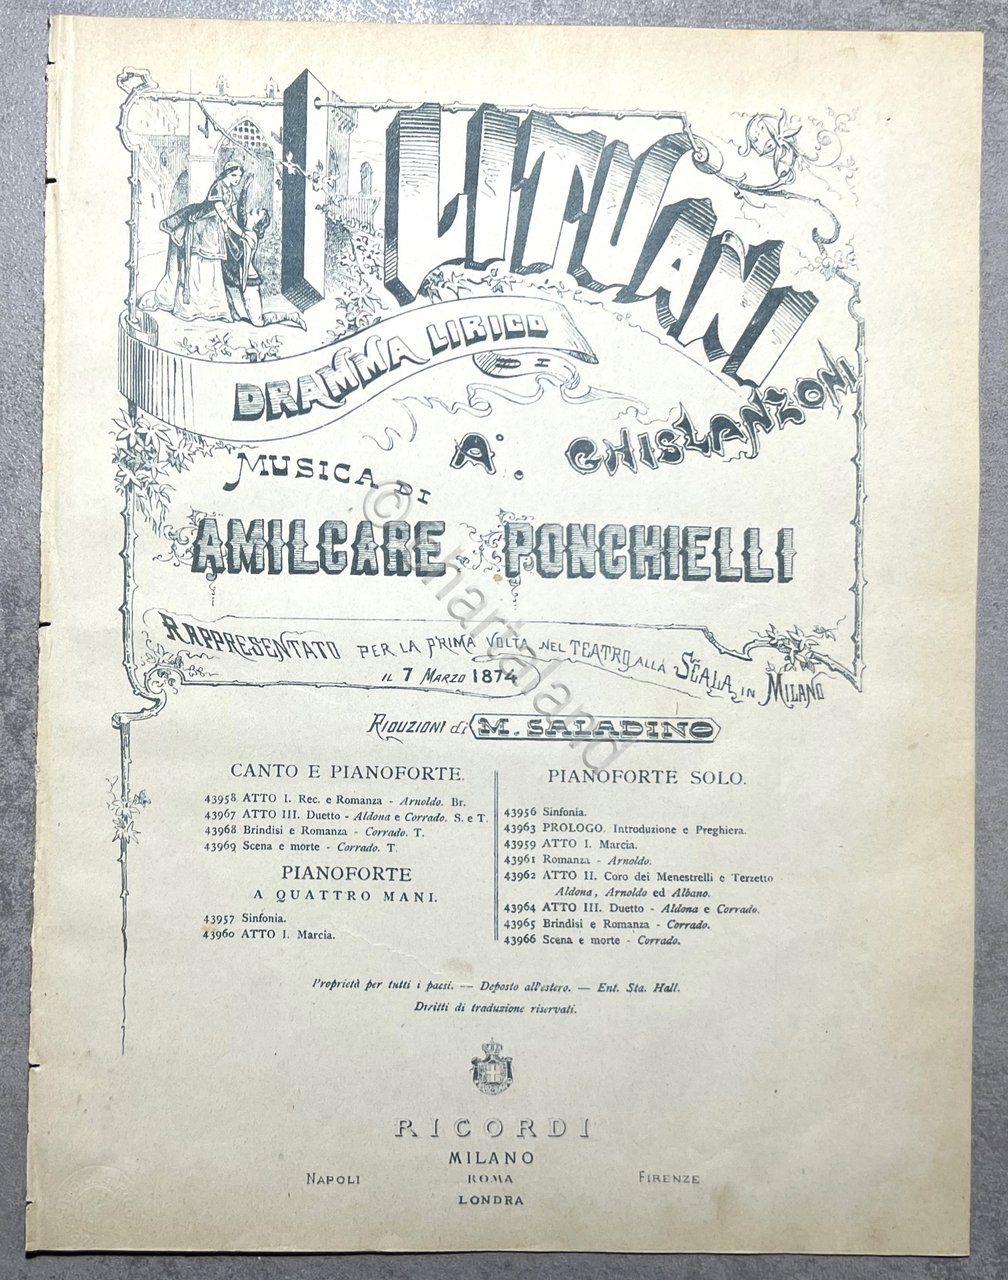 I LITUANI
DRAMMA LIRICO
DI
A. GHISLANZONI
MUSICA DI
AMILCARE PONCHIELLI
RAPPRESENTATO PER LA PRIMA VOLTA NEL TEATRO ALLA SCALA IN MILANO
IL 7 MARZO 1874
RIDUZIONI di M. SALADINO
CANTO E PIANOFORTE.
43958 ATTO I. Rec. e Romanza - Arnoldo. Br.
43967 ATTO III. Duetto - Aldona e Corrado. S. e T.
43968 Brindisi e Romanza - Corrado. T.
43969 Scena e morte - Corrado. T
PIANOFORTE
A QUATTRO MANI.
43957 Sinfonia.
43960 ATTO I. Marcia.
PIANOFORTE SOLO.
43956 Sinfonia.
43963 PROLOGO. Introduzione e Preghiera.
43959 ATTO I. Marcia.
43961 Romanza - Arnoldo.
43962 ATTO II. Coro dei Menestrelli e Terzetto
Aldona, Arnoldo ed Albano.
43964 ATTO III. Duetto - Aldona e Corrado.
43965 Brindisi e Romanza - Corrado.
43966 Scena e morte - Corrado.
Proprietà per tutti i paesi. — Deposto all'estero. — Ent. Sta. Hall.
Diritti di traduzione riservati.
RICORDI
MILANO
NAPOLI ROMA FIRENZE
LONDRA
© chartaland